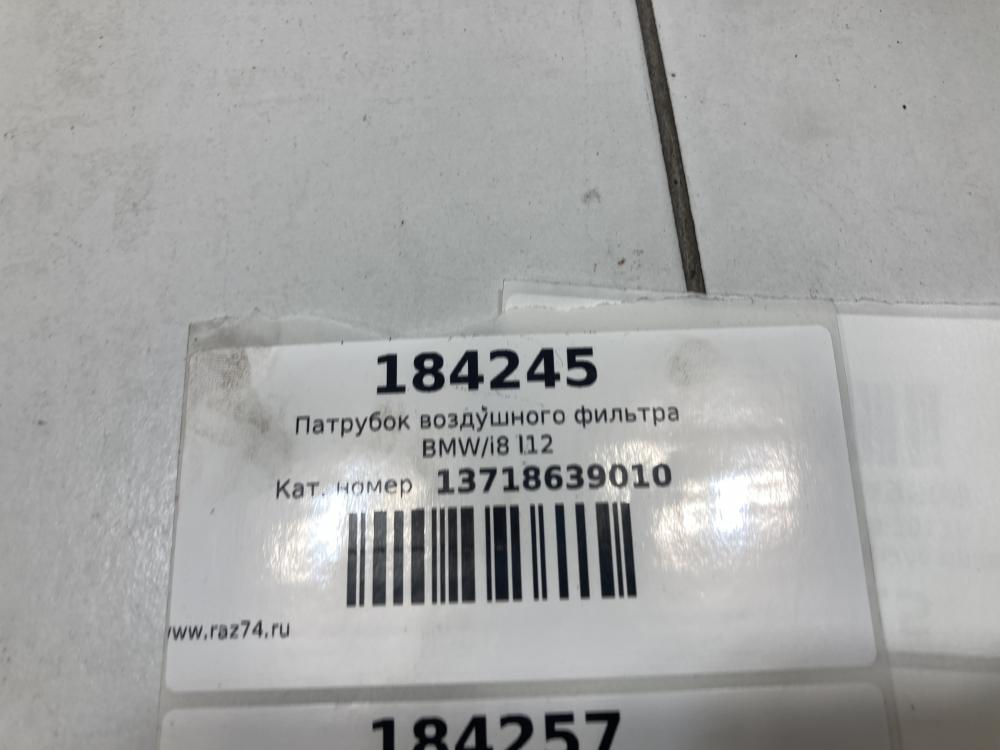 184245
Патрубок воздушного фильтра
BMW/i8 I12
Кат. номер 13718639010
www.raz74.ru
184257